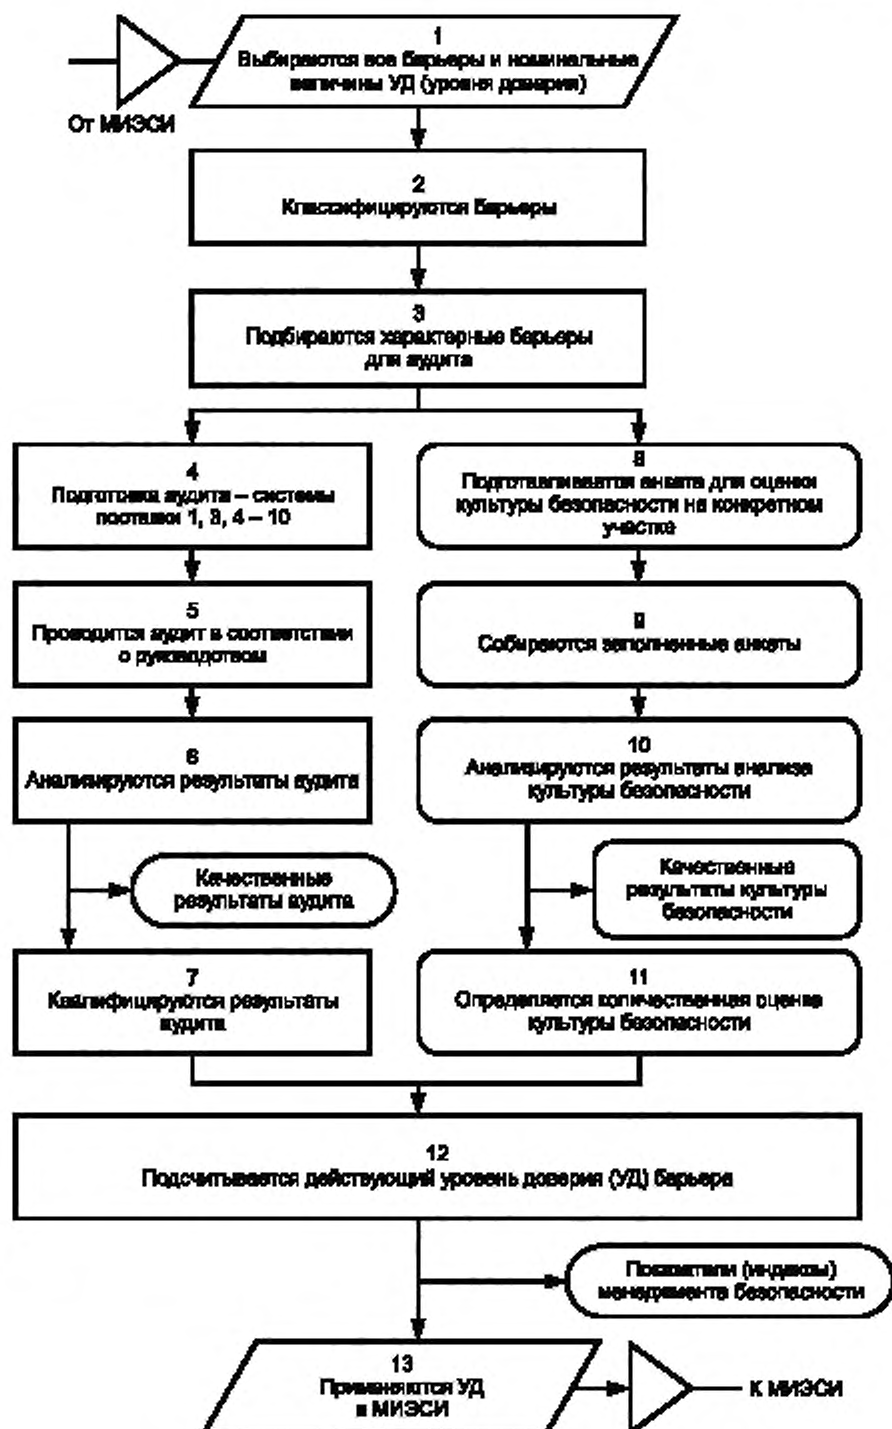 1
Выбираются все барьеры и номинальные
величины УД (уровня доверия)
От МИЭСИ
2
Классифицируются барьеры
3
Подбираются характерные барьеры
для аудита
4
Подготовка аудита – системы
поставки 1, 3, 4 – 10
8
Подготавливается анкета для оценки
культуры безопасности на конкретном
участке
5
Проводится аудит в соответствии
с руководством
9
Собираются заполненные анкеты
6
Анализируются результаты аудита
10
Анализируются результаты анализа
культуры безопасности
Качественные
результаты аудита
Качественные
результаты культуры
безопасности
7
Квалифицируются результаты
аудита
11
Определяется количественная оценка
культуры безопасности
12
Подсчитывается действующий уровень доверия (УД) барьера
Показатели (индексы)
менеджмента безопасности
13
Применяются УД
в МИЭСИ
К МИЭСИ